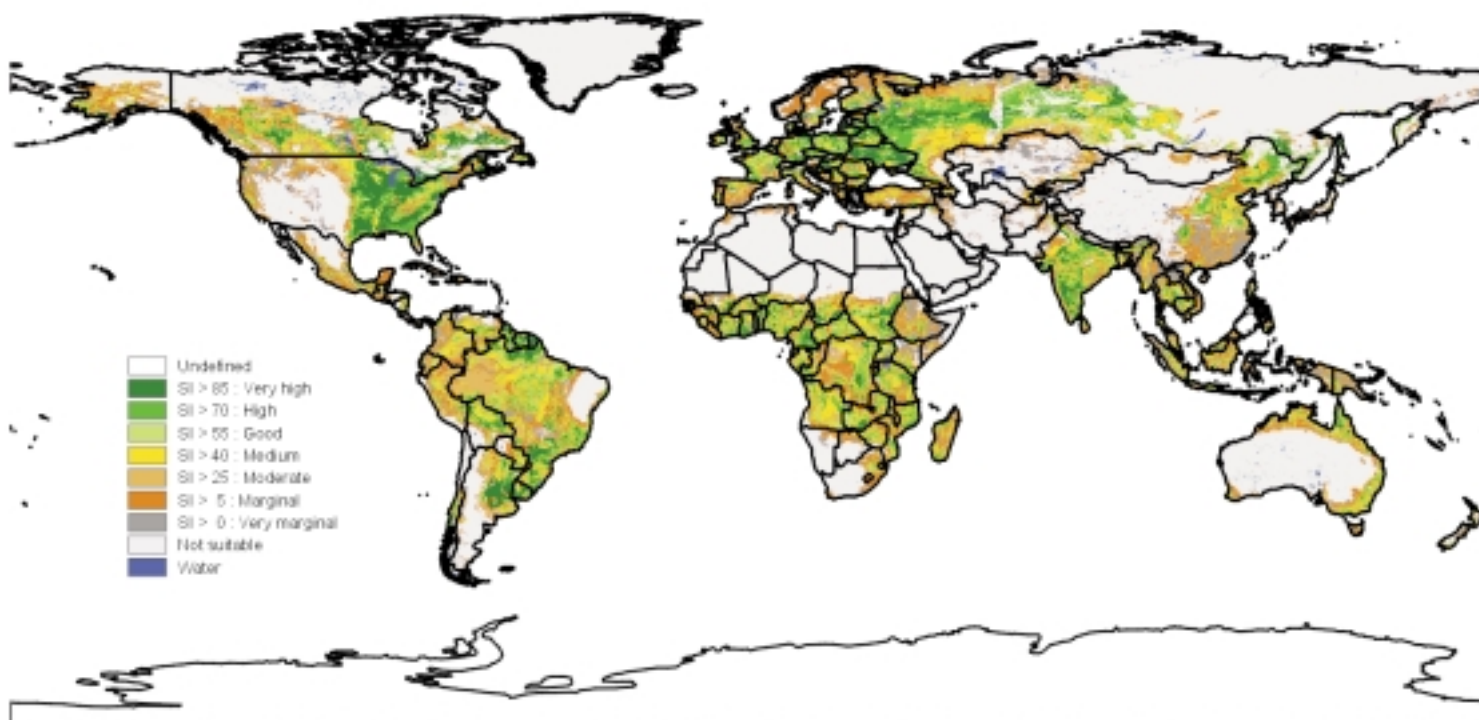 Undefined
SI > 85 : Very high
SI > 70 : High
SI > 55 : Good
SI > 40 : Medium
SI > 25 : Moderate
SI > 5 : Marginal
SI > 0 : Very marginal
Not suitable
Water